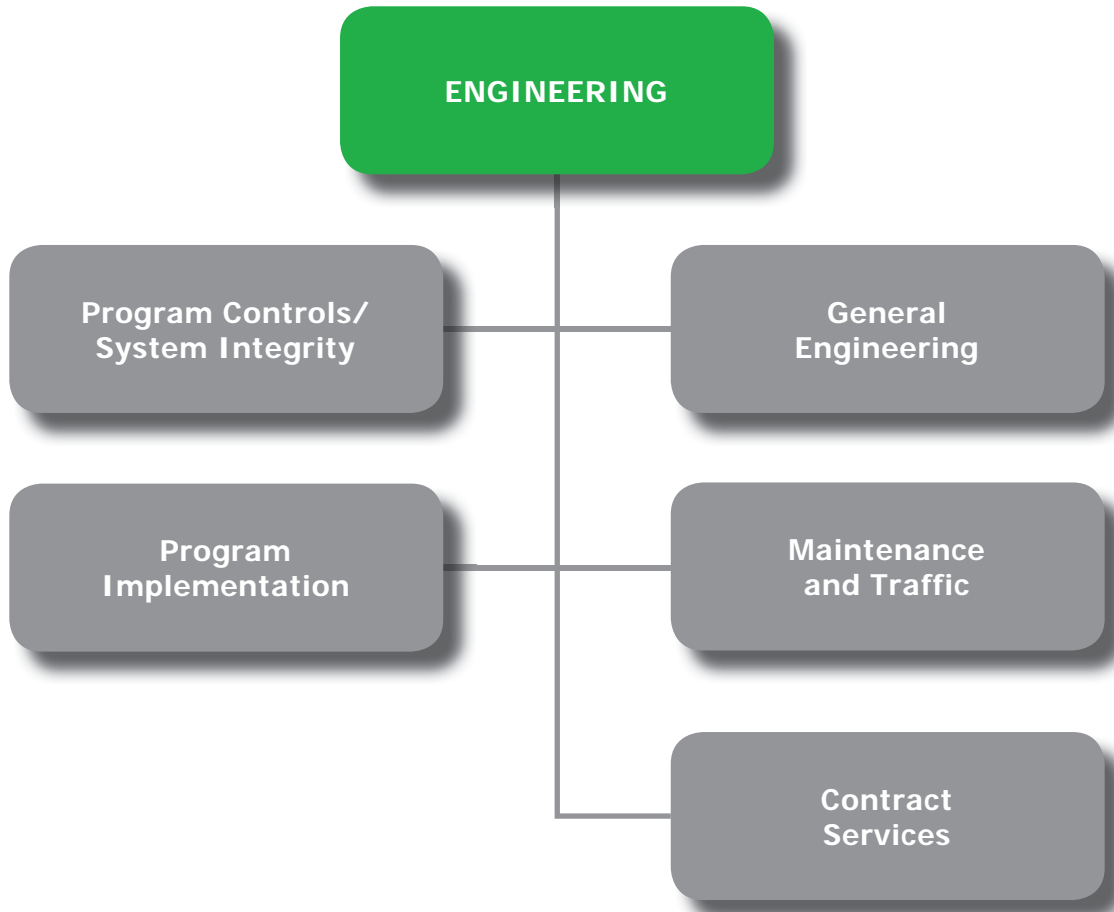 ENGINEERING
Program Controls/
System Integrity
General
Engineering
Program
Implementation
Maintenance
and Traffic
Contract
Services